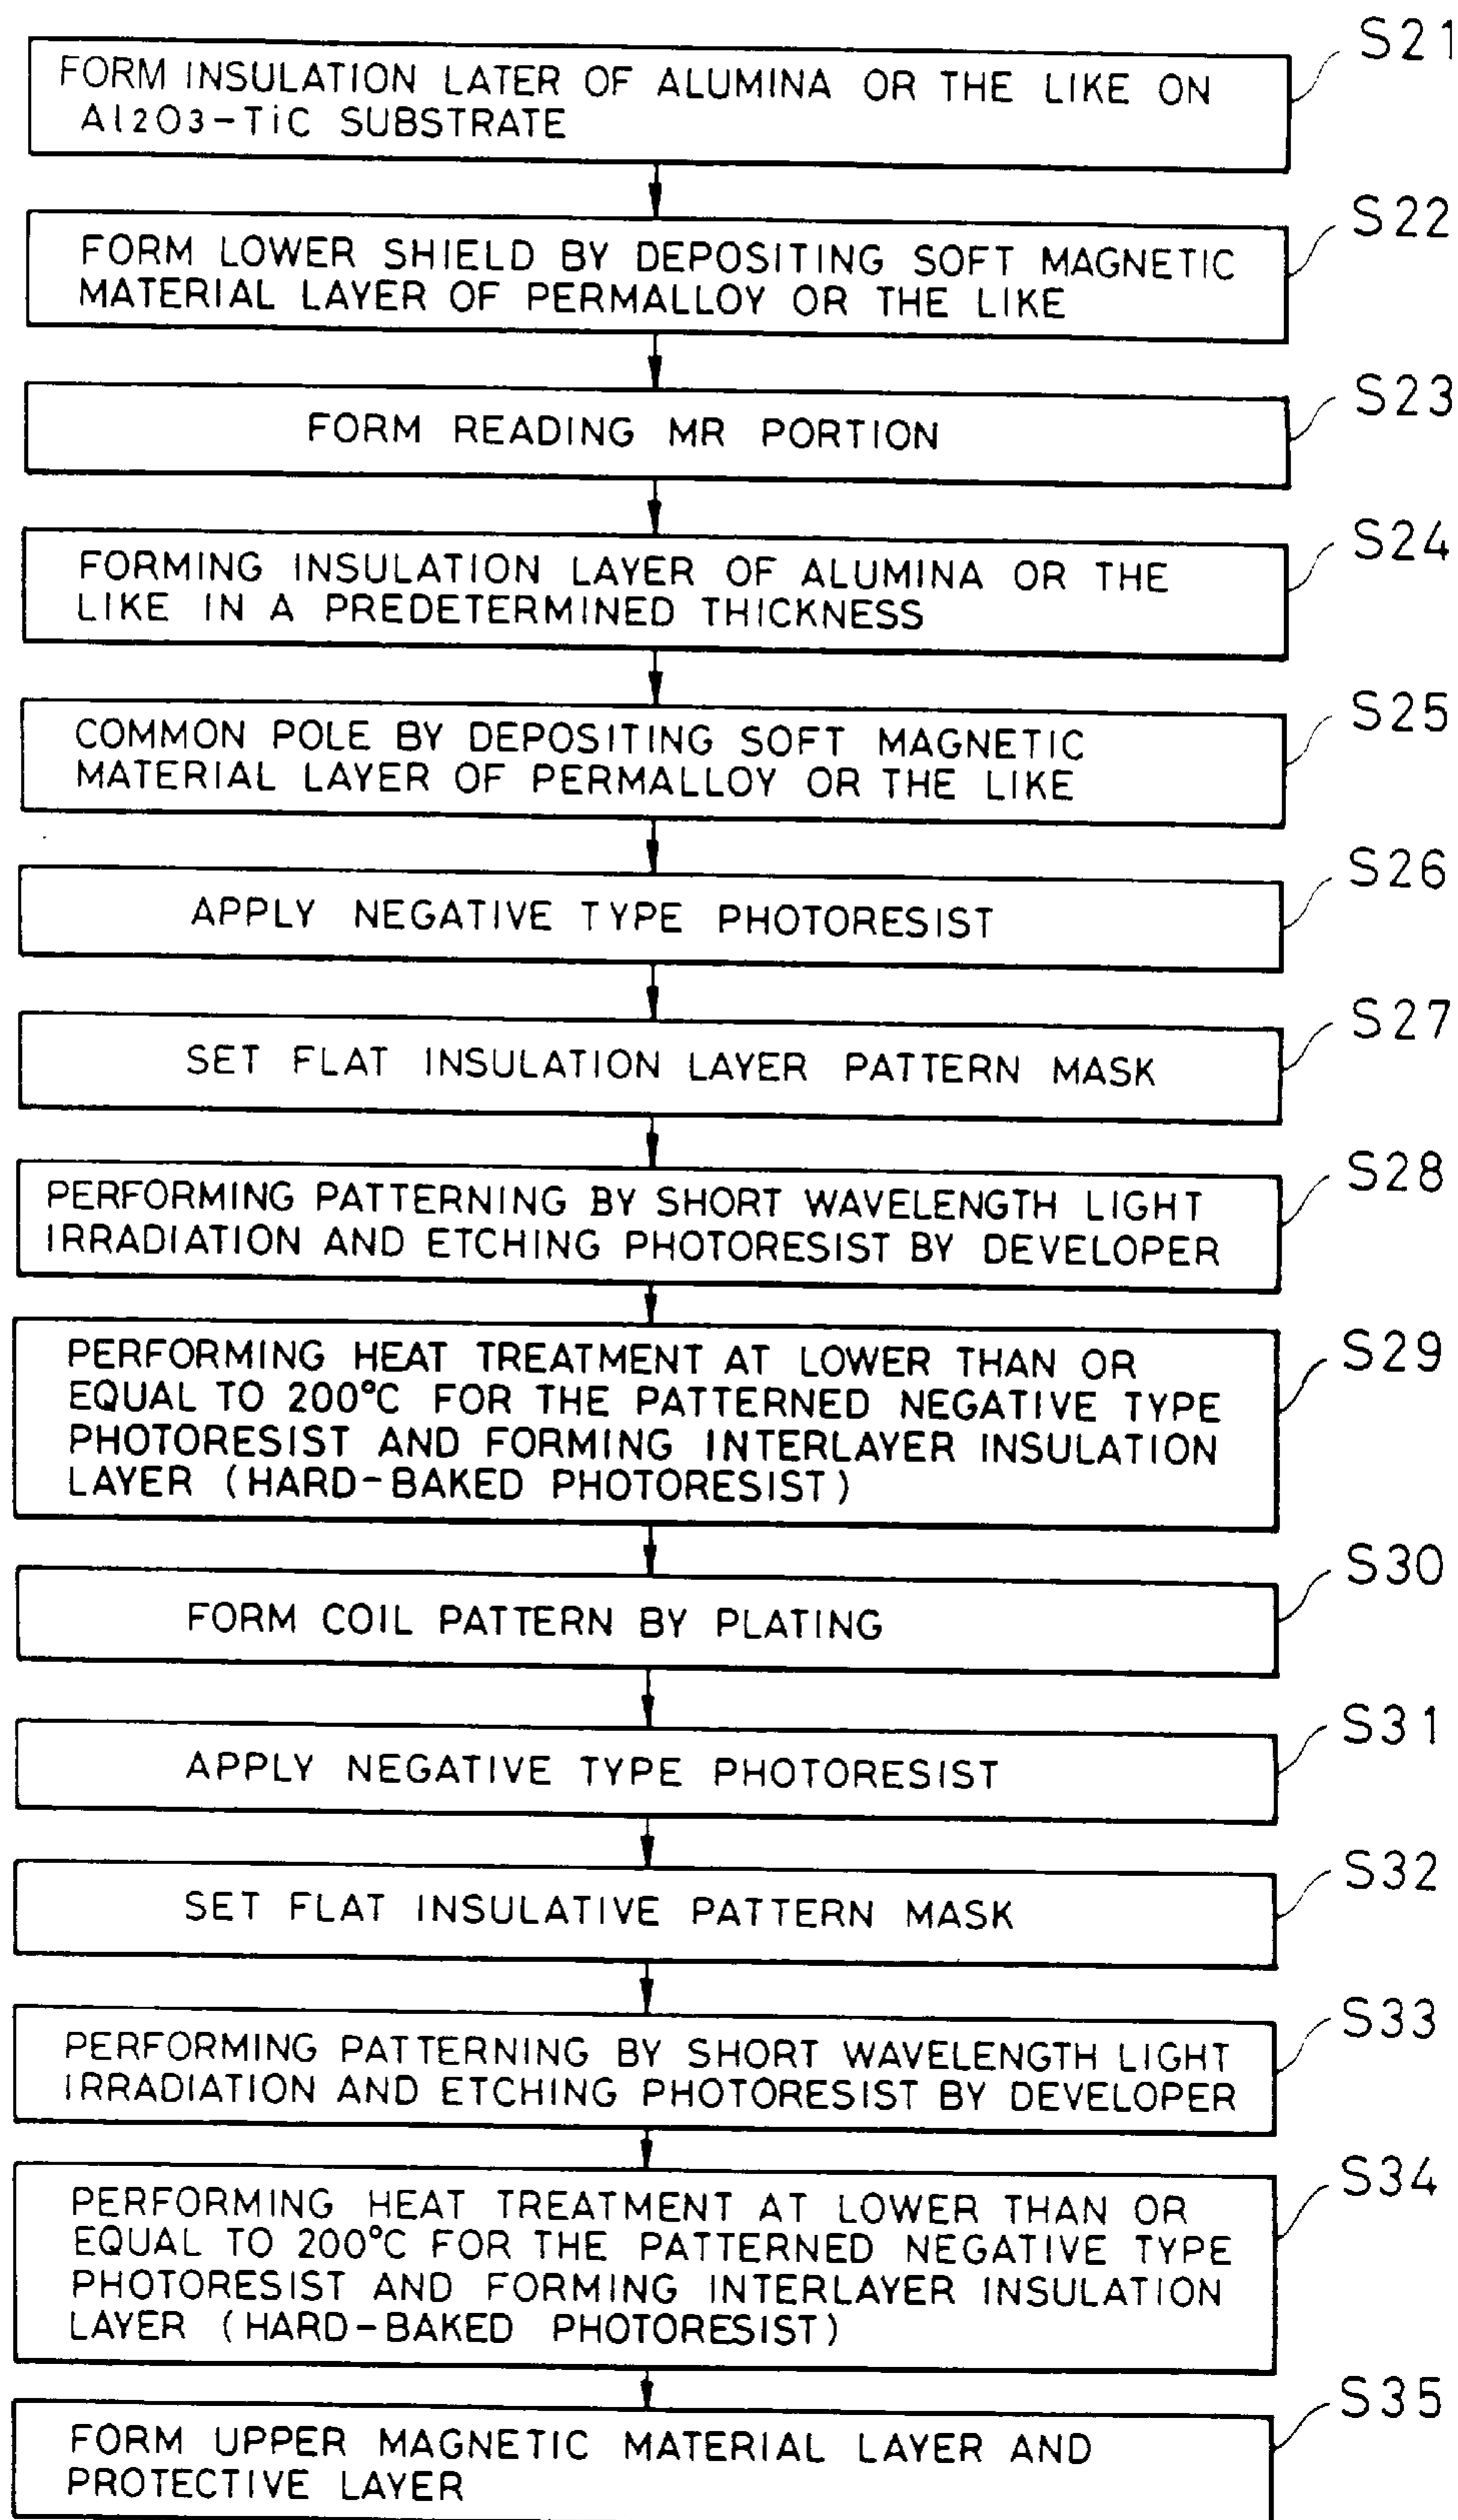 S21
FORM INSULATION LATER OF ALUMINA OR THE LIKE ON
Al2O3-TiC SUBSTRATE
S22
FORM LOWER SHIELD BY DEPOSITING SOFT MAGNETIC
MATERIAL LAYER OF PERMALLOY OR THE LIKE
S23
FORM READING MR PORTION
S24
FORMING INSULATION LAYER OF ALUMINA OR THE
LIKE IN A PREDETERMINED THICKNESS
S25
COMMON POLE BY DEPOSITING SOFT MAGNETIC
MATERIAL LAYER OF PERMALLOY OR THE LIKE
S26
APPLY NEGATIVE TYPE PHOTORESIST
S27
SET FLAT INSULATION LAYER PATTERN MASK
S28
PERFORMING PATTERNING BY SHORT WAVELENGTH LIGHT
IRRADIATION AND ETCHING PHOTORESIST BY DEVELOPER
S29
PERFORMING HEAT TREATMENT AT LOWER THAN OR
EQUAL TO 200°C FOR THE PATTERNED NEGATIVE TYPE
PHOTORESIST AND FORMING INTERLAYER INSULATION
LAYER (HARD-BAKED PHOTORESIST)
S30
FORM COIL PATTERN BY PLATING
S31
APPLY NEGATIVE TYPE PHOTORESIST
S32
SET FLAT INSULATIVE PATTERN MASK
S33
PERFORMING PATTERNING BY SHORT WAVELENGTH LIGHT
IRRADIATION AND ETCHING PHOTORESIST BY DEVELOPER
S34
PERFORMING HEAT TREATMENT AT LOWER THAN OR
EQUAL TO 200°C FOR THE PATTERNED NEGATIVE TYPE
PHOTORESIST AND FORMING INTERLAYER INSULATION
LAYER (HARD-BAKED PHOTORESIST)
S35
FORM UPPER MAGNETIC MATERIAL LAYER AND
PROTECTIVE LAYER